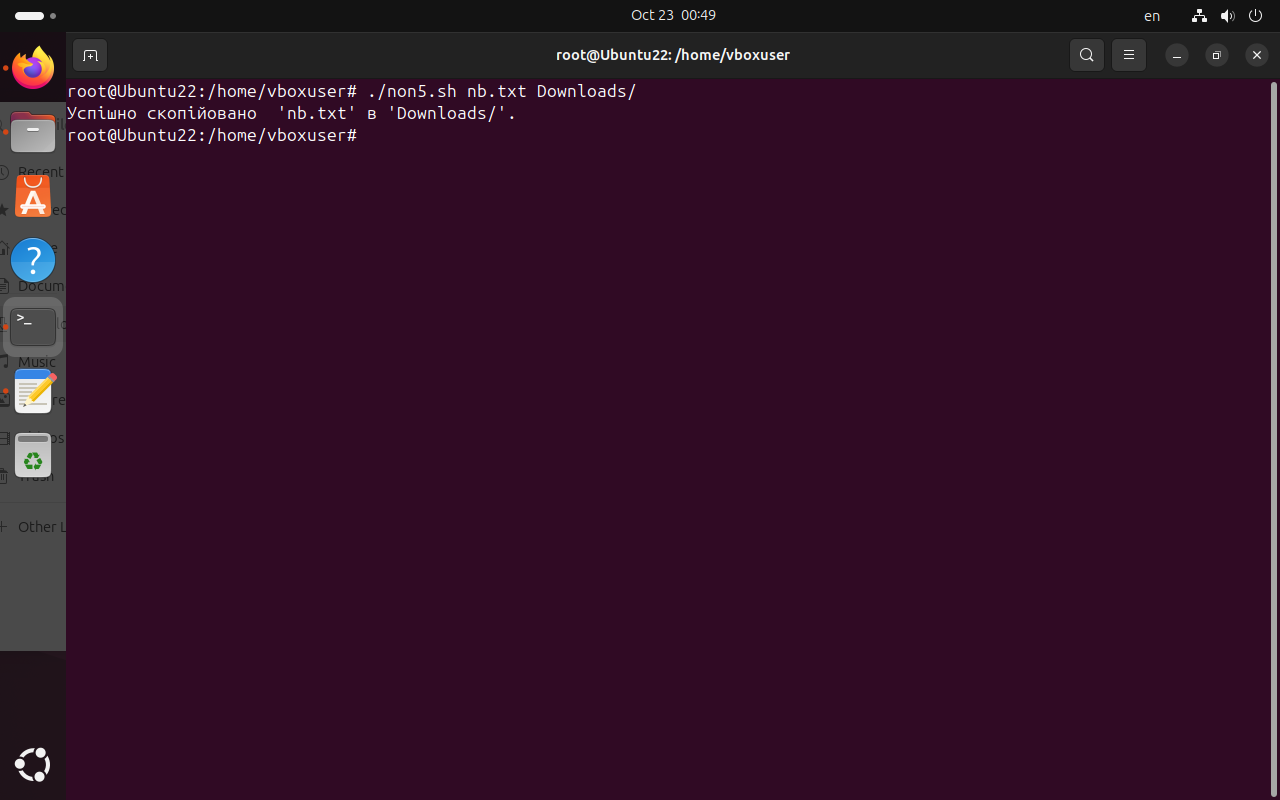 Oct 23 00:49
en
root@Ubuntu22: /home/vboxuser
root@Ubuntu22:/home/vboxuser# ./non5.sh nb.txt Downloads/
Успішно скопійовано  'nb.txt' в 'Downloads/'.
root@Ubuntu22:/home/vboxuser#
Recent
Docum
Music
Trash
Other L